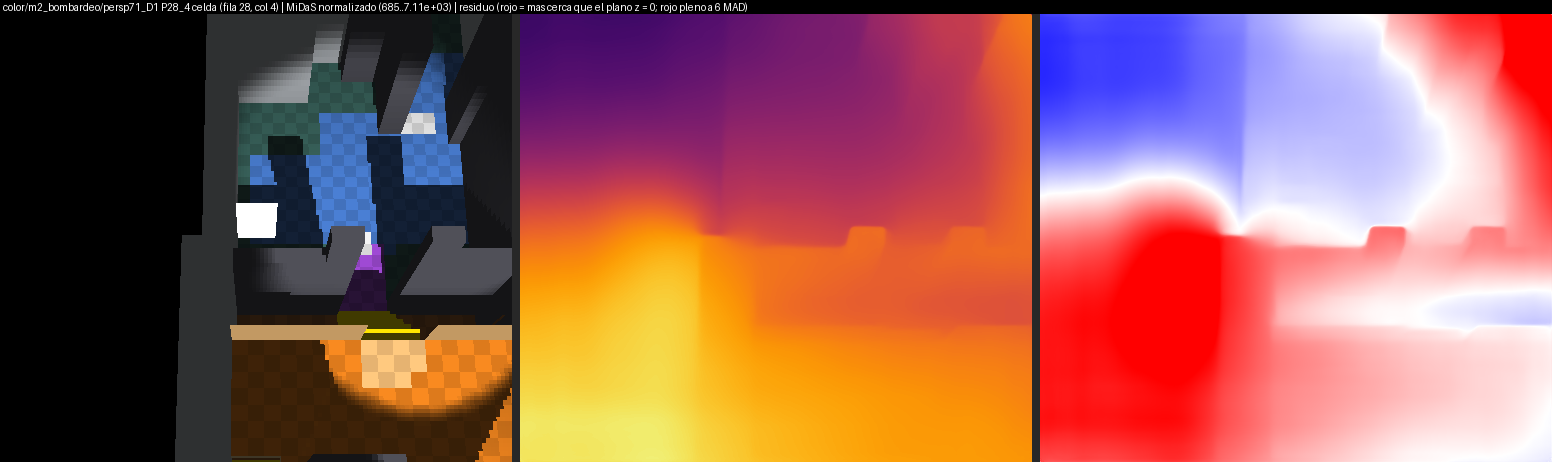 color/m2_bombardeo/persp71_D1 P28_4 celda (fila 28, col 4) | MiDaS normalizado (685..7.11e+03) | residuo (rojo = mas cerca que el plano z = 0; rojo pleno a 6 MAD)